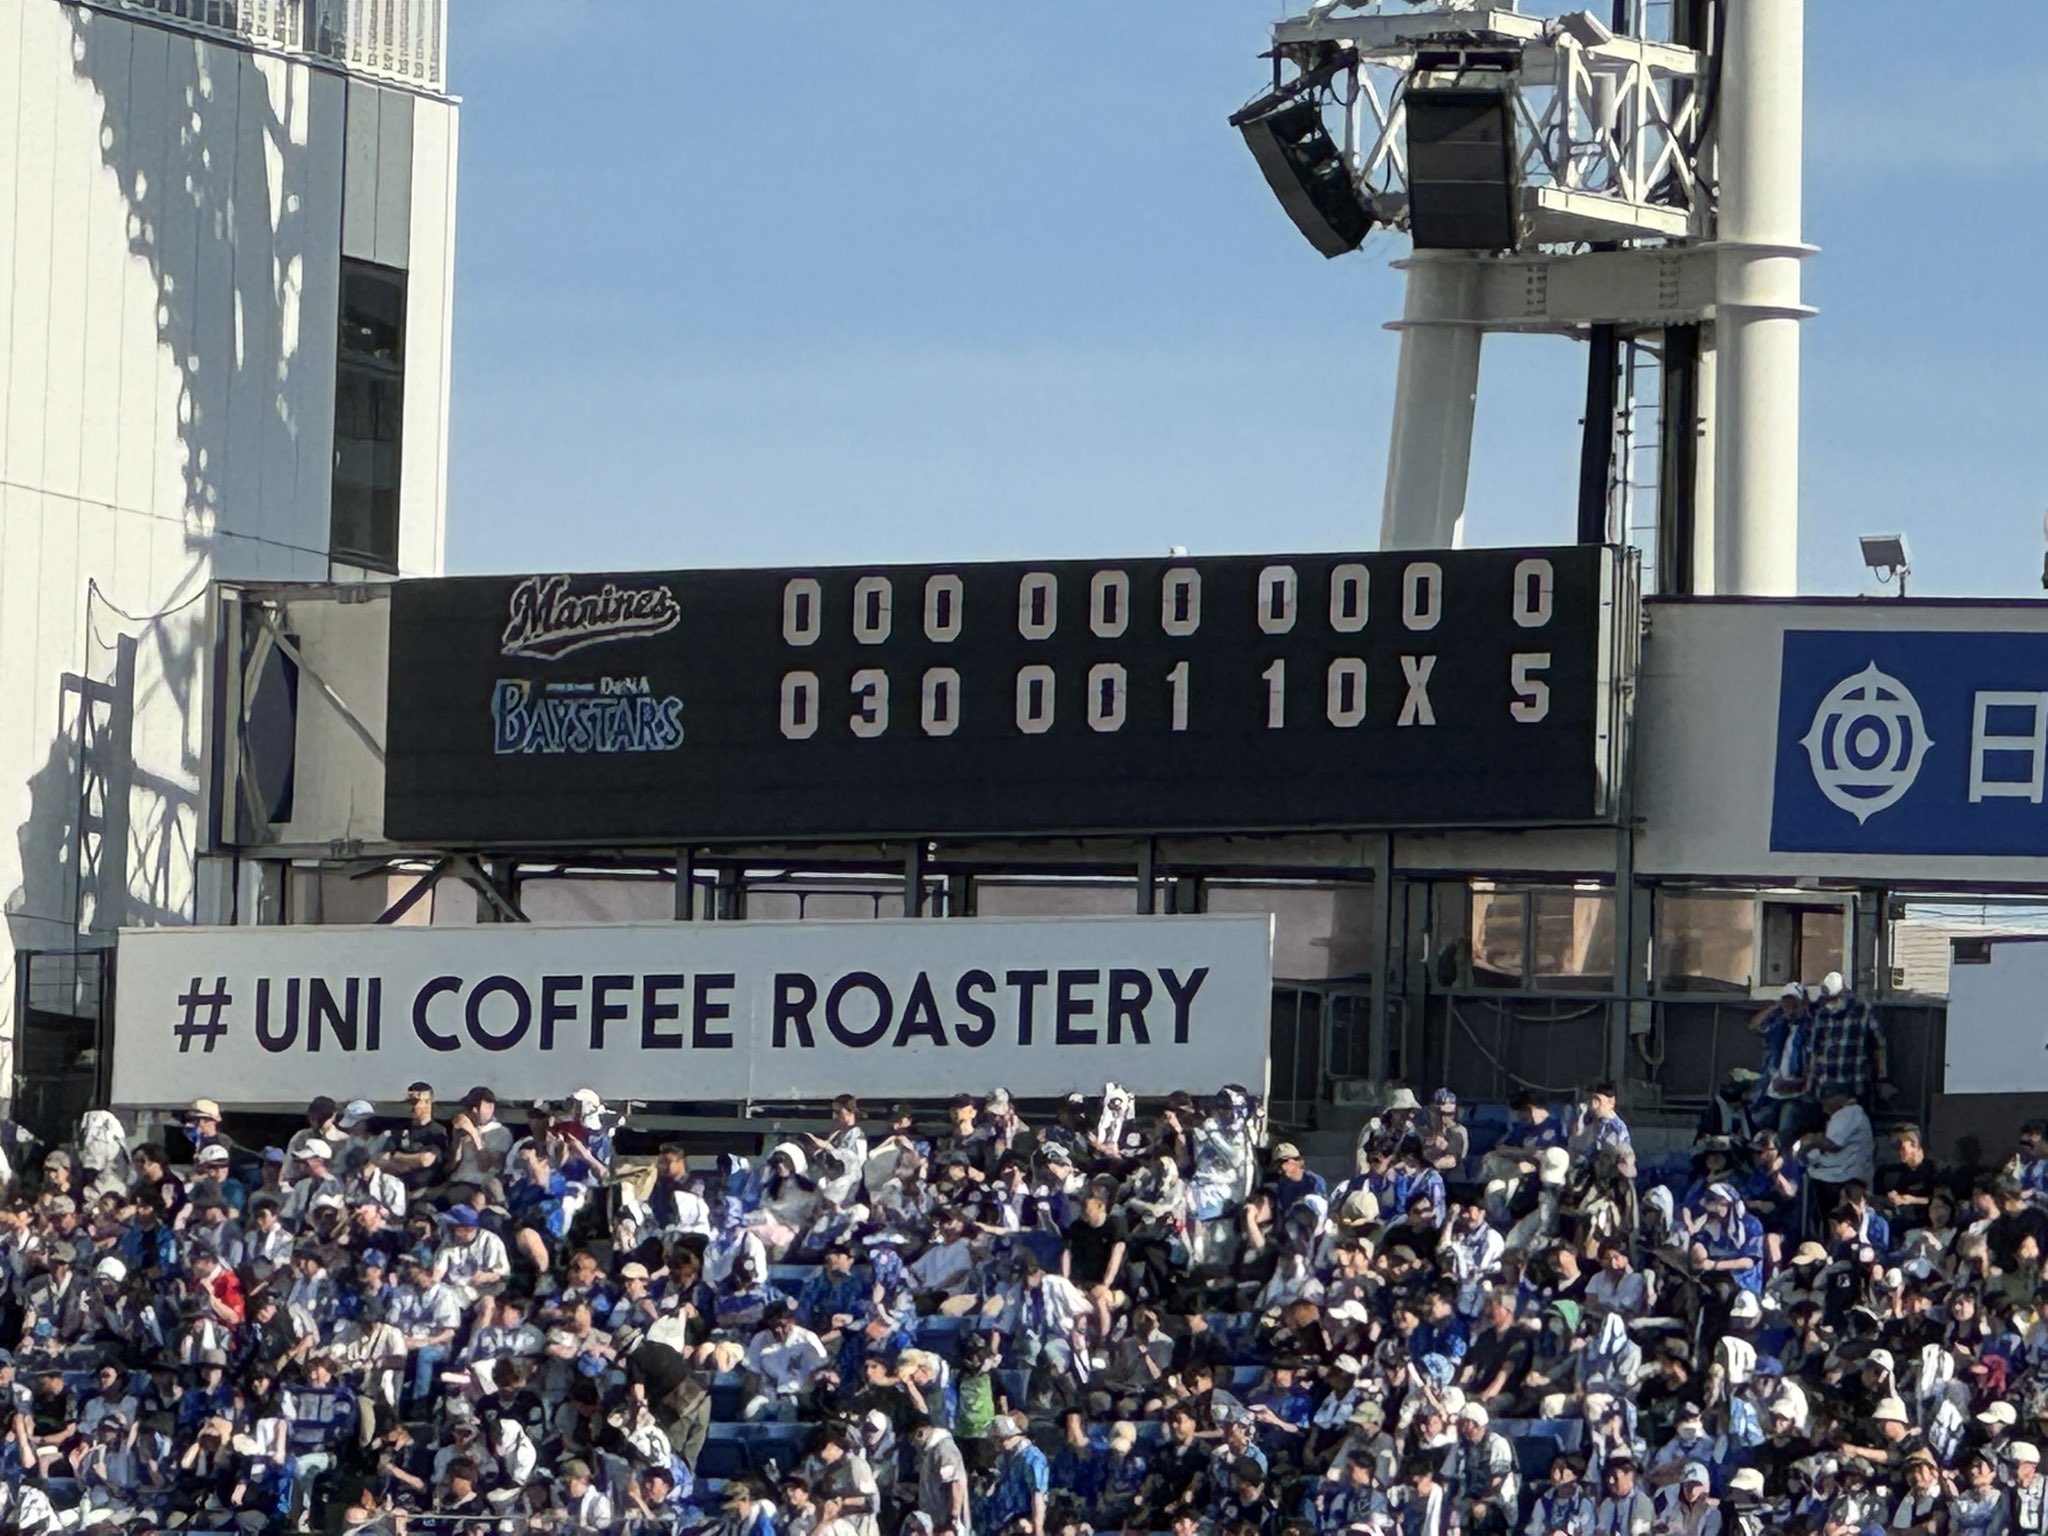 Marines 000 000 000 0
DeNA
BAYSTARS 030 001 10X 5
日
# UNI COFFEE ROASTERY